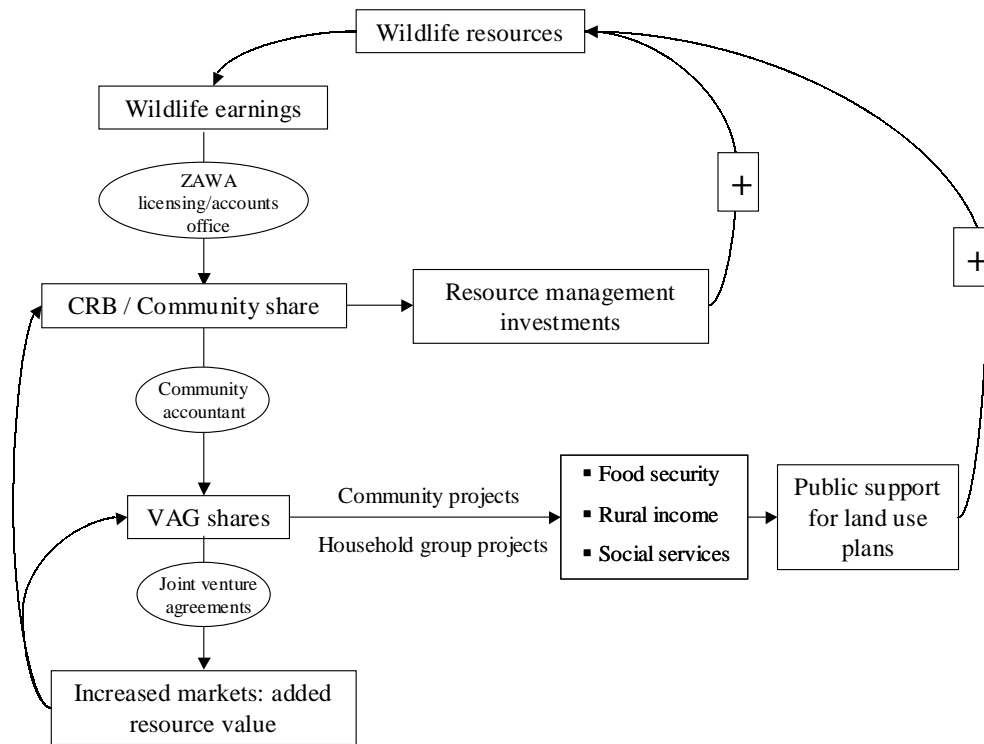 Wildlife resources
Wildlife earnings
ZAWA
licensing/accounts
office
+
+
CRB / Community share
Resource management
investments
Community
accountant
VAG shares
Community projects
Household group projects
▪ Food security
▪ Rural income
▪ Social services
Public support
for land use
plans
Joint venture
agreements
Increased markets: added
resource value